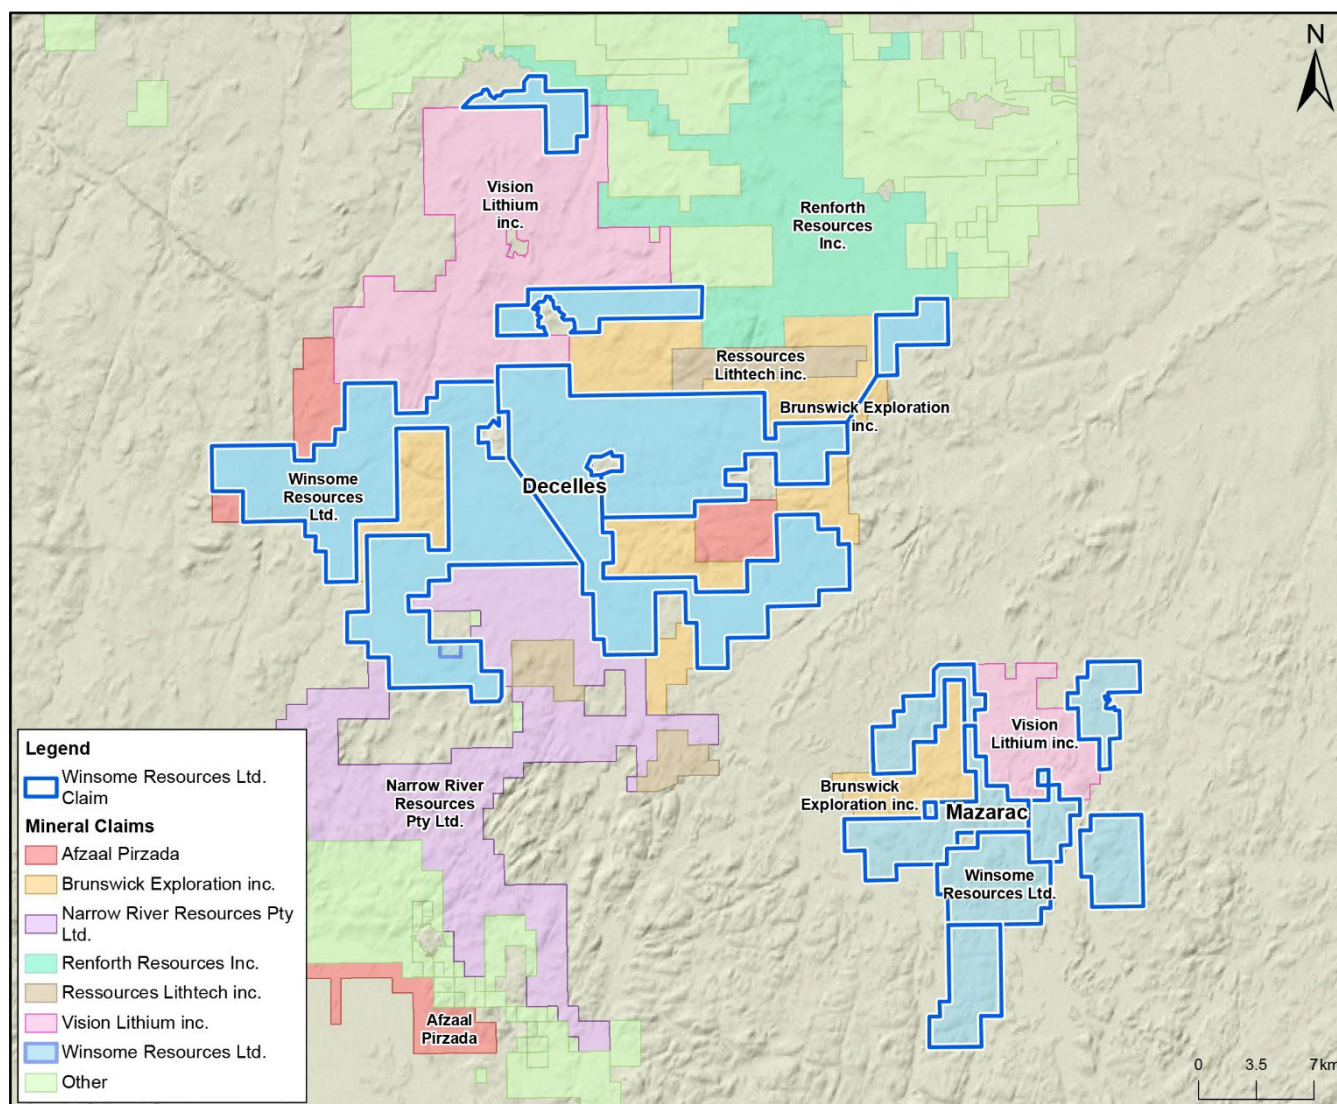 N
Vision
Lithium
inc.
Renforth
Resources
Inc.
Ressources
Lithtech inc.
Brunswick Exploration
inc.
Winsome
Resources
Ltd.
Decelles
Vision
Lithium inc.
Narrow River
Resources
Pty Ltd.
Brunswick
Exploration inc.
Mazarac
Winsome
Resources Ltd.
Afzaal
Pirzada
Legend
Winsome Resources Ltd.
Claim
Mineral Claims
Afzaal Pirzada
Brunswick Exploration inc.
Narrow River Resources Pty
Ltd.
Renforth Resources Inc.
Ressources Lithtech inc.
Vision Lithium inc.
Winsome Resources Ltd.
Other
0 3.5 7 km